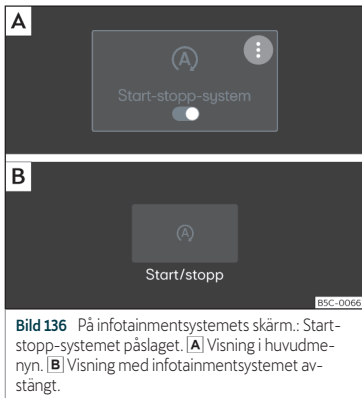 A
Start-stopp-system
B
Start/stopp
B5C-0066
Bild 136 På infotainmentsystemets skärm.: Start-
stopp-systemet påslaget. A Visning i huvudme-
nyn. B Visning med infotainmentsystemet av-
stängt.